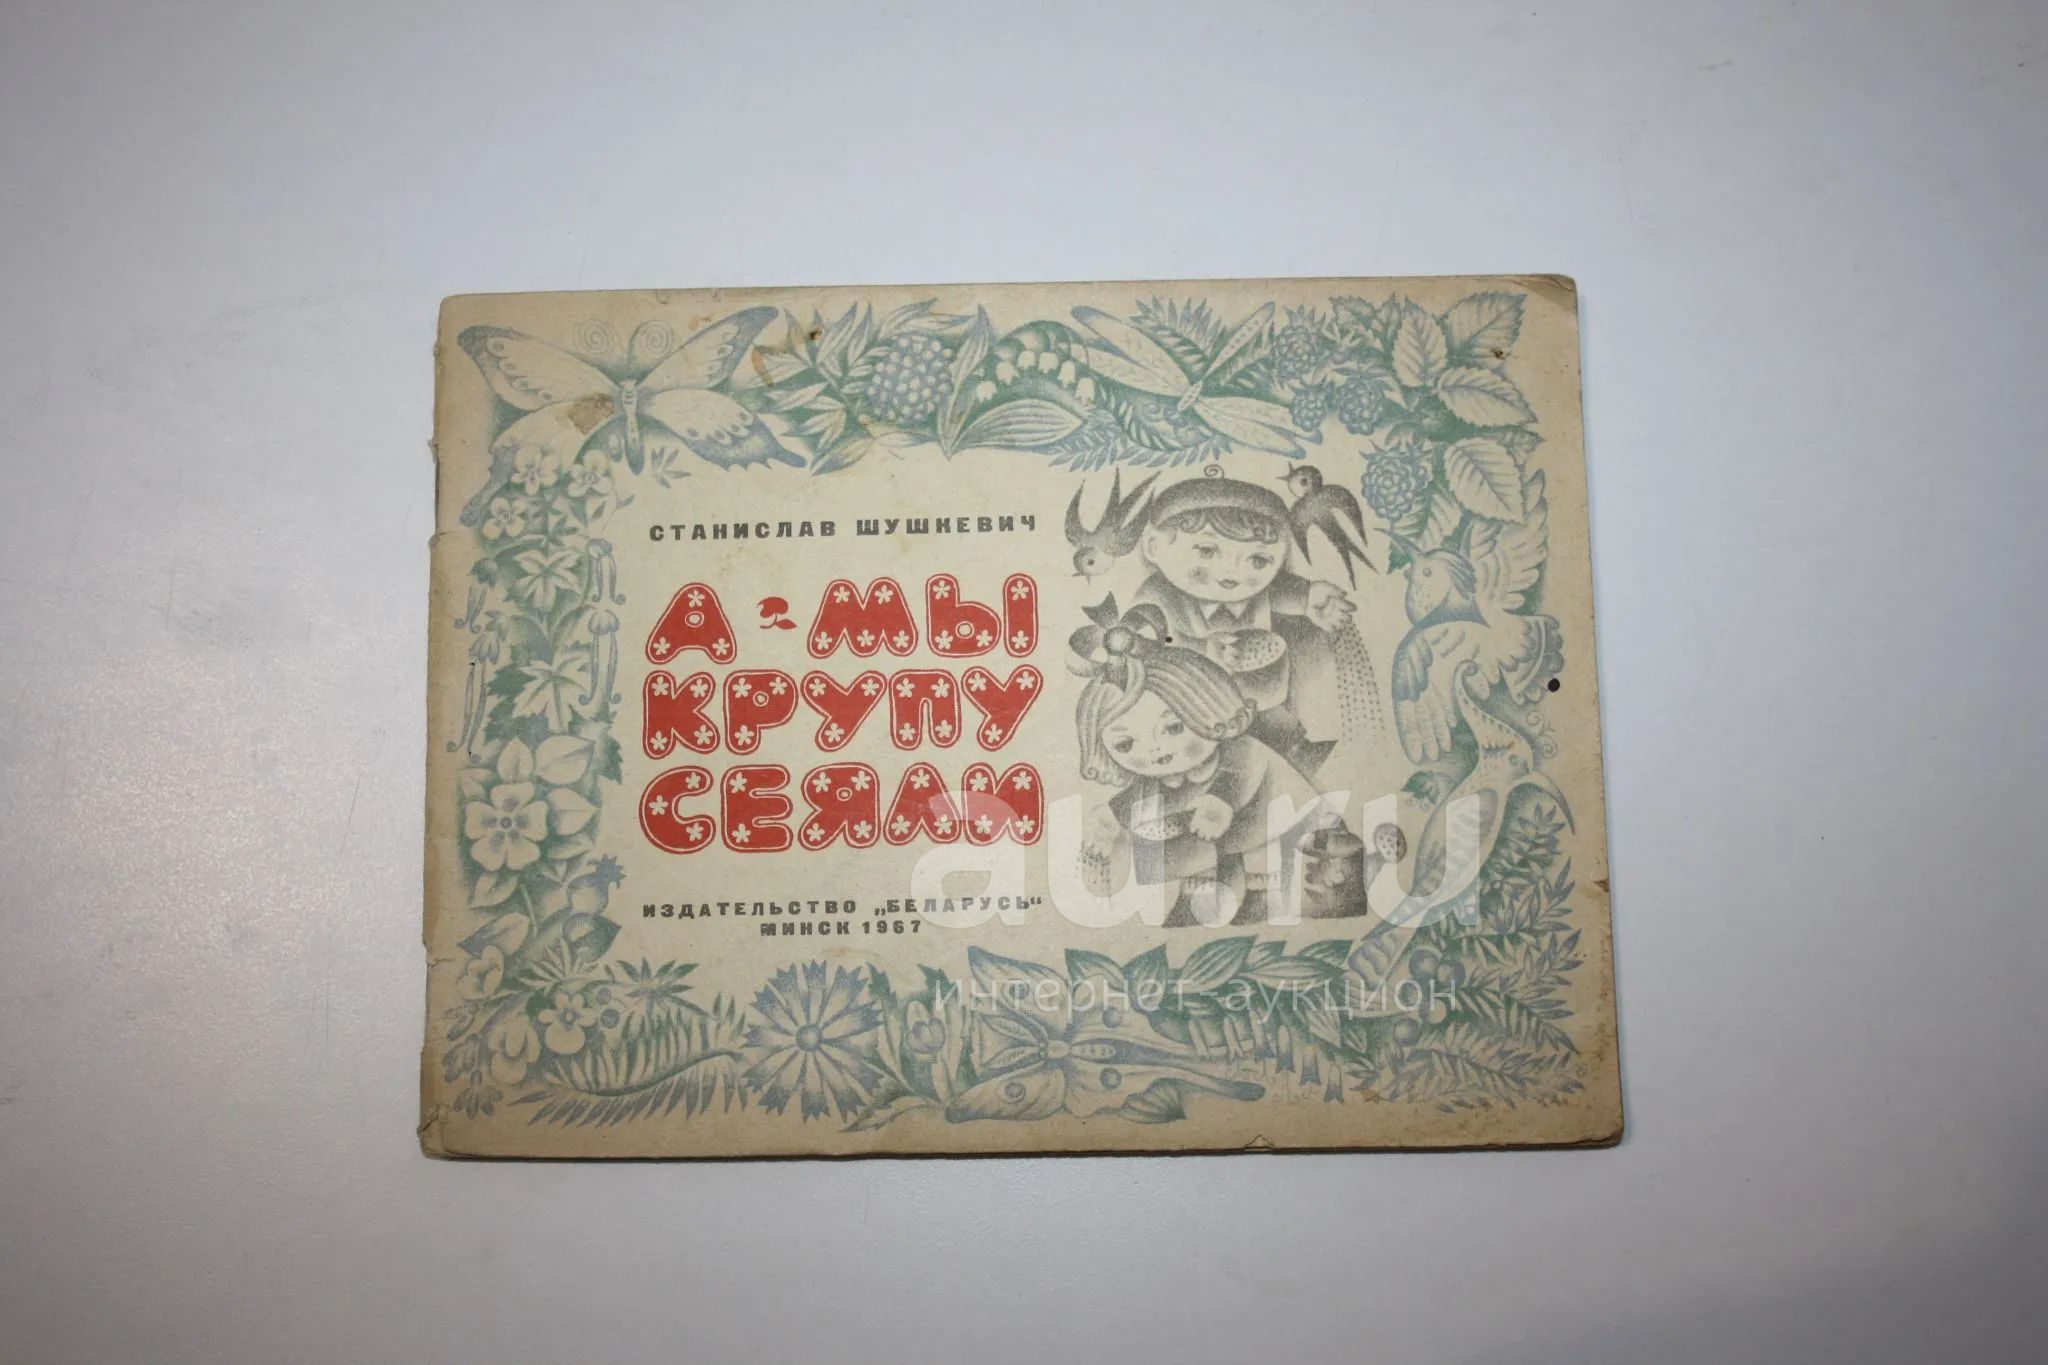 СТАНИСЛАВ ШУШКЕВИЧ
А МЫ
КРУПУ
СЕЯЛИ
ИЗДАТЕЛЬСТВО „БЕЛАРУСЬ“
МИНСК 1967
au.ru
интернет-аукцион